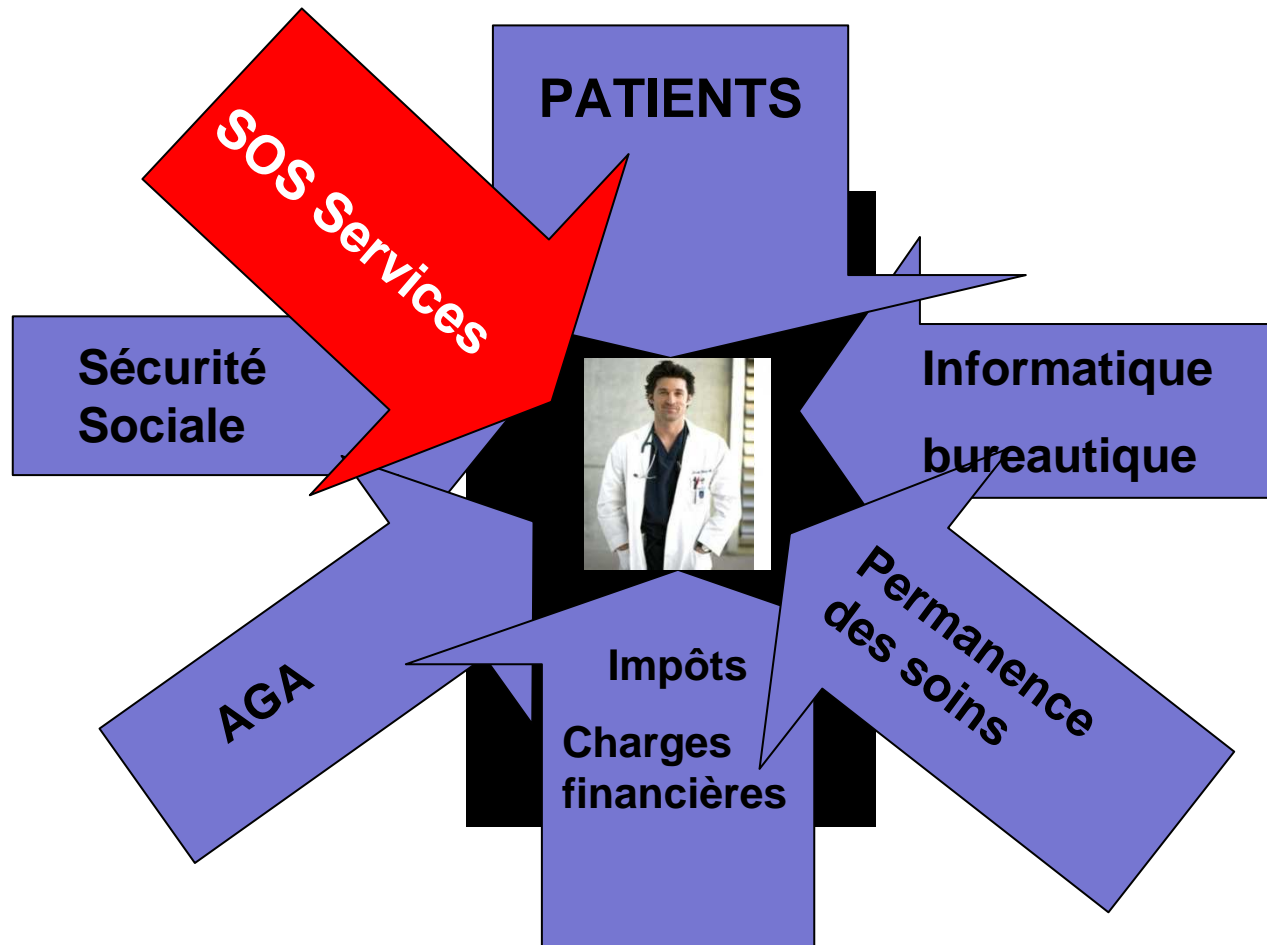 PATIENTS
SOS Services
Sécurité
Sociale
Informatique
bureautique
Permanence
des soins
AGA
Impôts
Charges
financières